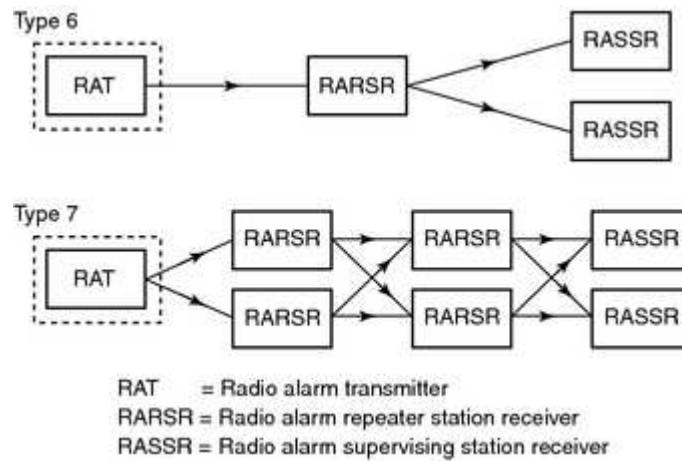 Type 6
RAT
RARSR
RASSR
RASSR
Type 7
RAT
RARSR
RARSR
RASSR
RARSR
RARSR
RASSR
RAT = Radio alarm transmitter
RARSR = Radio alarm repeater station receiver
RASSR = Radio alarm supervising station receiver